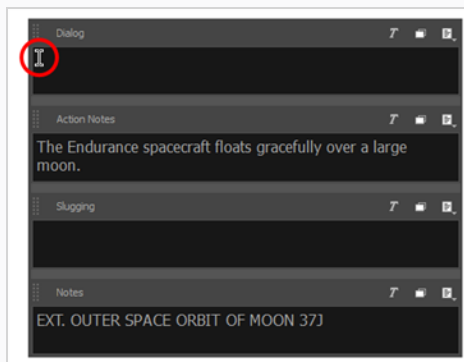 Dialog
Action Notes
The Endurance spacecraft floats gracefully over a large
moon.
Slugging
Notes
EXT. OUTER SPACE ORBIT OF MOON 37J